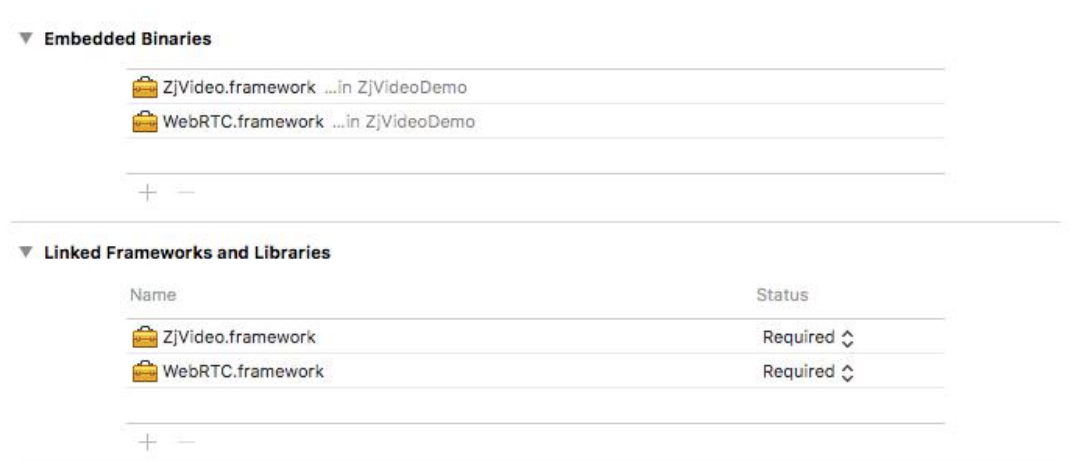 Embedded Binaries
ZjVideo.framework ...in ZjVideoDemo
WebRTC.framework ...in ZjVideoDemo
Linked Frameworks and Libraries
Name Status
ZjVideo.framework Required
WebRTC.framework Required